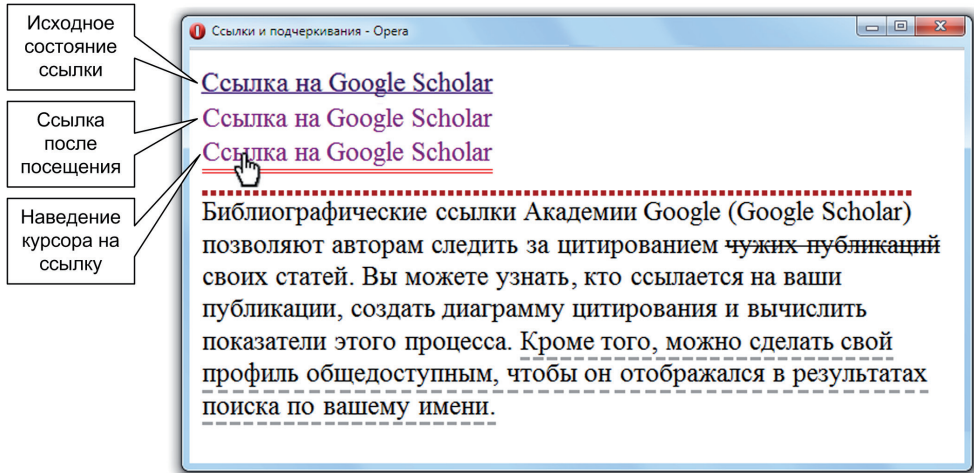 Исходное
состояние
ссылки
Ссылка
после
посещения
Наведение
курсора на
ссылку
Ссылки и подчеркивания - Opera
Ссылка на Google Scholar
Ссылка на Google Scholar
Ссылка на Google Scholar
Библиографические ссылки Академии Google (Google Scholar)
позволяют авторам следить за цитированием чужих публикаций
своих статей. Вы можете узнать, кто ссылается на ваши
публикации, создать диаграмму цитирования и вычислить
показатели этого процесса. Кроме того, можно сделать свой
профиль общедоступным, чтобы он отображался в результатах
поиска по вашему имени.